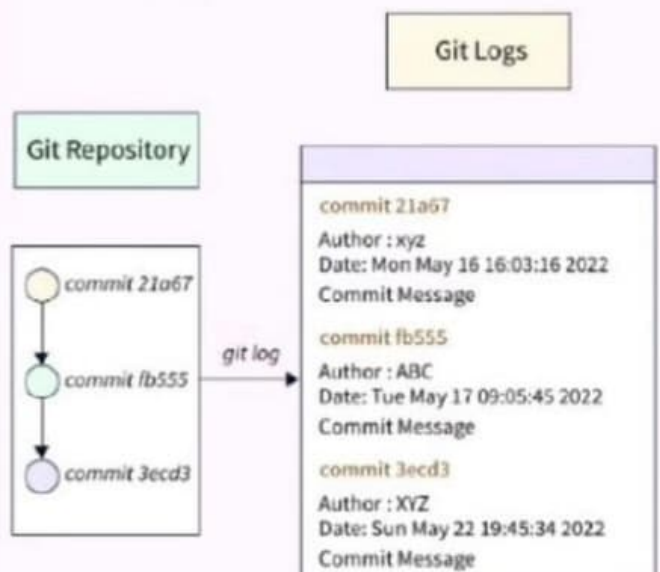 Git Logs
Git Repository
commit 21a67
commit fb555
commit 3ecd3
git log
commit 21a67
Author : xyz
Date: Mon May 16 16:03:16 2022
Commit Message
commit fb555
Author : ABC
Date: Tue May 17 09:05:45 2022
Commit Message
commit 3ecd3
Author : XYZ
Date: Sun May 22 19:45:34 2022
Commit Message